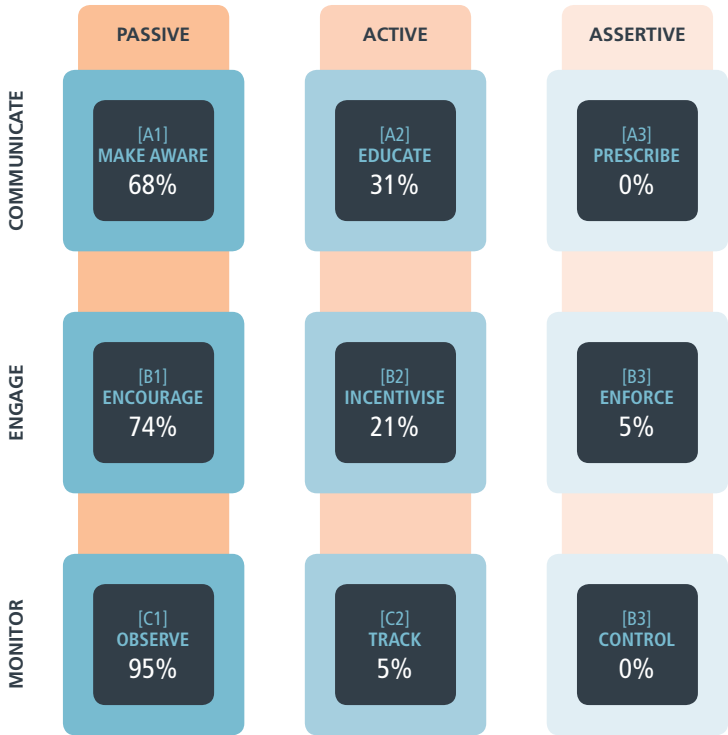 PASSIVE
ACTIVE
ASSERTIVE
COMMUNICATE
[A1]
MAKE AWARE
68%
[A2]
EDUCATE
31%
[A3]
PRESCRIBE
0%
ENGAGE
[B1]
ENCOURAGE
74%
[B2]
INCENTIVISE
21%
[B3]
ENFORCE
5%
MONITOR
[C1]
OBSERVE
95%
[C2]
TRACK
5%
[B3]
CONTROL
0%